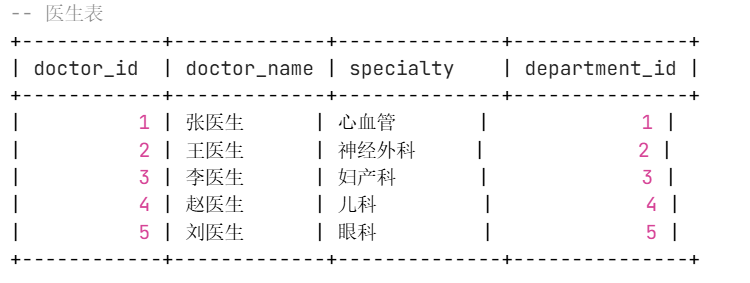 -- 医生表
+-----------+-------------+--------------+---------------+
| doctor_id | doctor_name | specialty | department_id |
+-----------+-------------+--------------+---------------+
| 1 | 张医生 | 心血管 | 1 |
| 2 | 王医生 | 神经外科 | 2 |
| 3 | 李医生 | 妇产科 | 3 |
| 4 | 赵医生 | 儿科 | 4 |
| 5 | 刘医生 | 眼科 | 5 |
+-----------+-------------+--------------+---------------+